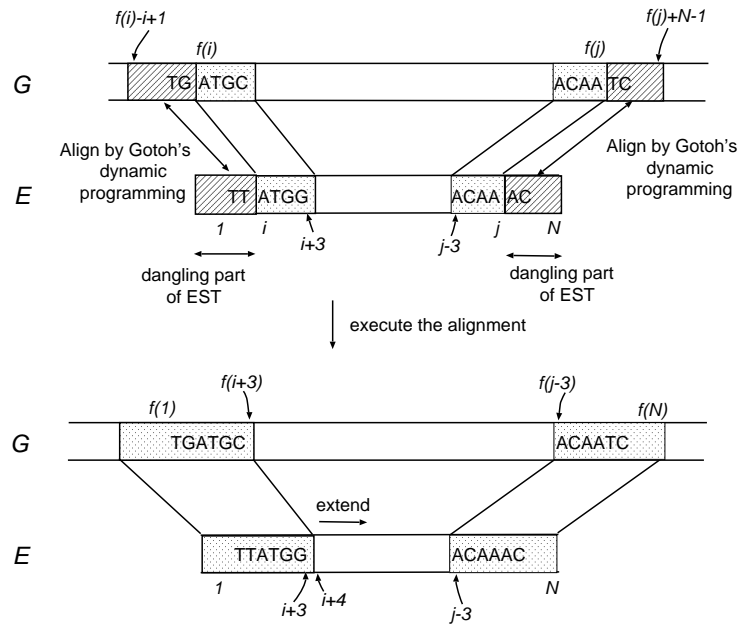 f(i)-i+1
f(j)+N-1
f(i)
f(j)
G
TG ATGC
ACAA TC
Align by Gotoh's
dynamic
programming
Align by Gotoh's
dynamic
programming
E
TT ATGG
ACAA AC
1
i
i+3
j-3
j
N
dangling part
of EST
dangling part
of EST
execute the alignment
f(1)
f(i+3)
f(j-3)
f(N)
G
TGATGC
ACAATC
extend
E
TTATGG
ACAAAC
1
i+3
i+4
j-3
N